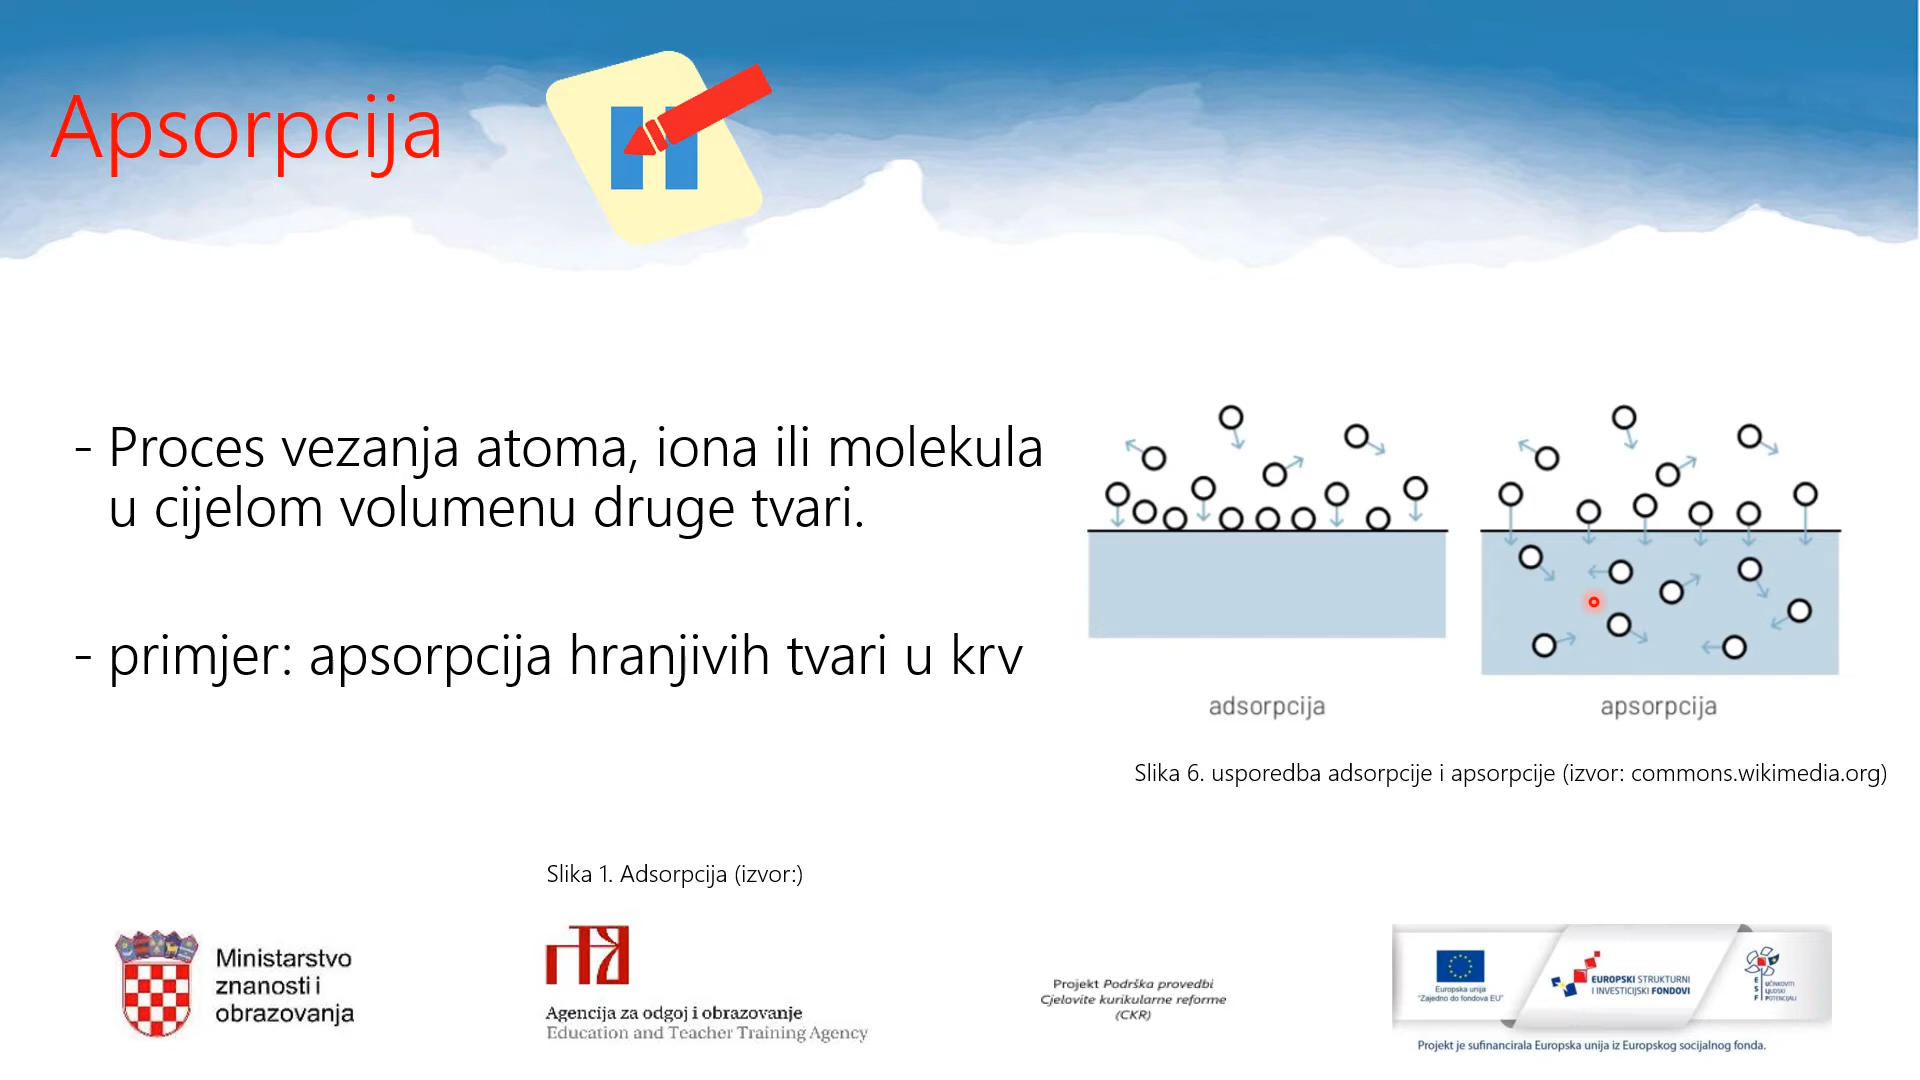 Apsorpcija
- Proces vezanja atoma, iona ili molekula
u cijelom volumenu druge tvari.
- primjer: apsorpcija hranjivih tvari u krv
adsorpcija
apsorpcija
Slika 6. usporedba adsorpcije i apsorpcije (izvor: commons.wikimedia.org)
Slika 1. Adsorpcija (izvor:)
Ministarstvo
znanosti i
obrazovanja
Agencija za odgoj i obrazovanje
Education and Teacher Training Agency
Projekt Podrška provedbi
Cjelovite kurikularne reforme
(CKR)
Europska unija
"Zajedno do fondova EU"
EUROPSKI STRUKTURNI
I INVESTICIJSKI FONDOVI
ESF
UČINKOVITI
LJUDSKI
POTENCIJALI
Projekt je sufinancirala Europska unija iz Europskog socijalnog fonda.